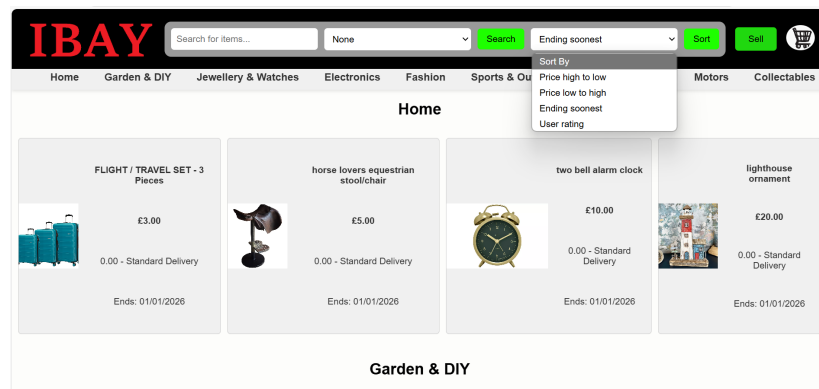 IBAY
Search for items...
None
Search
Ending soonest
Sort
Sell
Sort By
Price high to low
Price low to high
Ending soonest
User rating
Home
Garden & DIY
Jewellery & Watches
Electronics
Fashion
Sports & Ou
Motors
Collectables
Home
FLIGHT / TRAVEL SET - 3
Pieces
£3.00
0.00 - Standard Delivery
Ends: 01/01/2026
horse lovers equestrian
stool/chair
£5.00
0.00 - Standard Delivery
Ends: 01/01/2026
two bell alarm clock
£10.00
0.00 - Standard
Delivery
Ends: 01/01/2026
lighthouse
ornament
£20.00
0.00 - Standard
Delivery
Ends: 01/01/2026
Garden & DIY